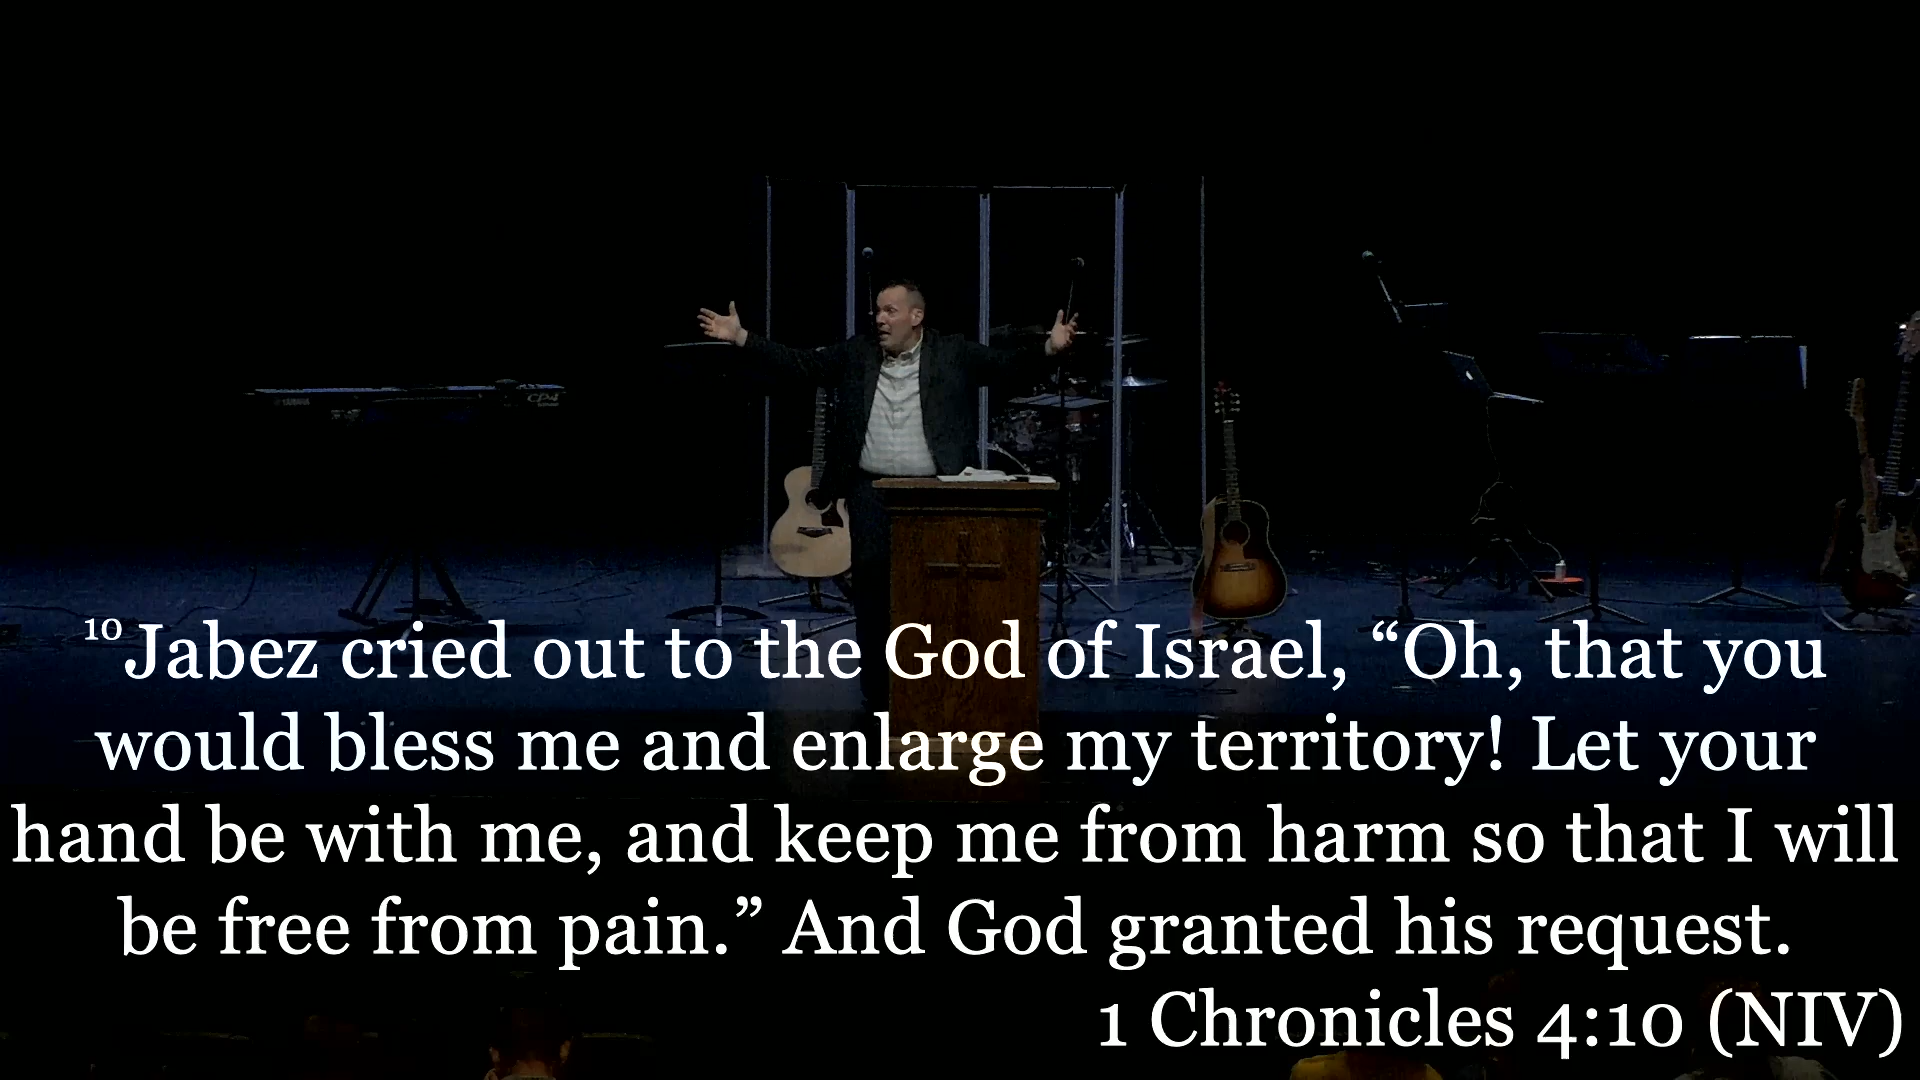 YAMAHA CP4
¹⁰Jabez cried out to the God of Israel, “Oh, that you
would bless me and enlarge my territory! Let your
hand be with me, and keep me from harm so that I will
be free from pain.” And God granted his request.
1 Chronicles 4:10 (NIV)